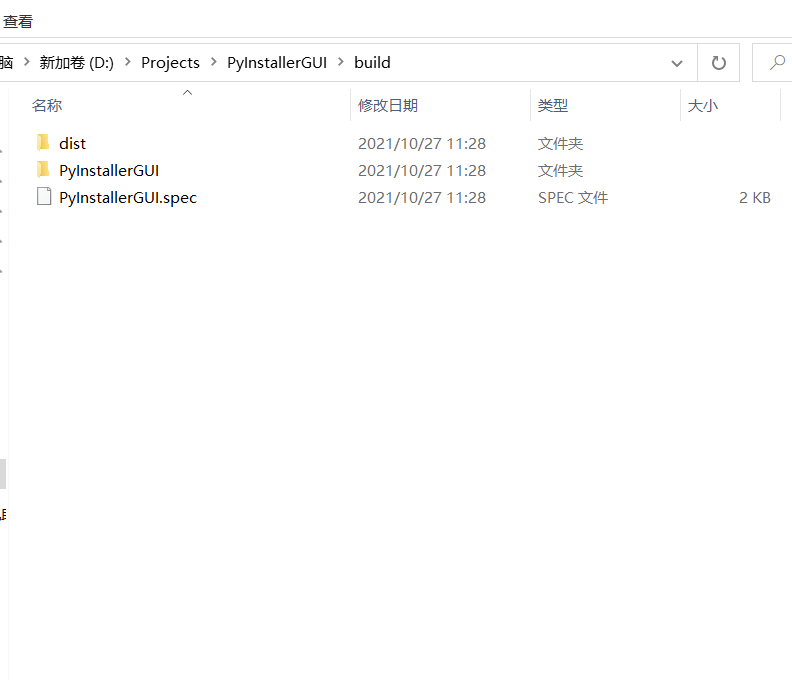 查看
脑 > 新加卷 (D:) > Projects > PyInstallerGUI > build
名称 修改日期 类型 大小
dist 2021/10/27 11:28 文件夹
PyInstallerGUI 2021/10/27 11:28 文件夹
PyInstallerGUI.spec 2021/10/27 11:28 SPEC 文件 2 KB